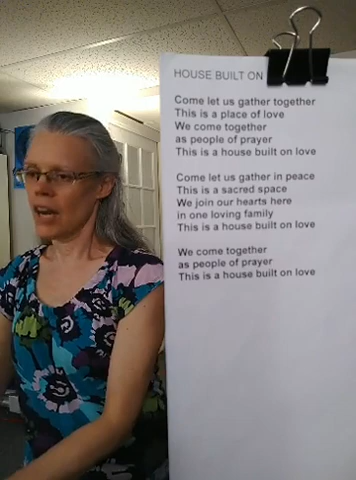 HOUSE BUILT ON
Come let us gather together
This is a place of love
We come together
as people of prayer
This is a house built on love
Come let us gather in peace
This is a sacred space
We join our hearts here
in one loving family
This is a house built on love
We come together
as people of prayer
This is a house built on love